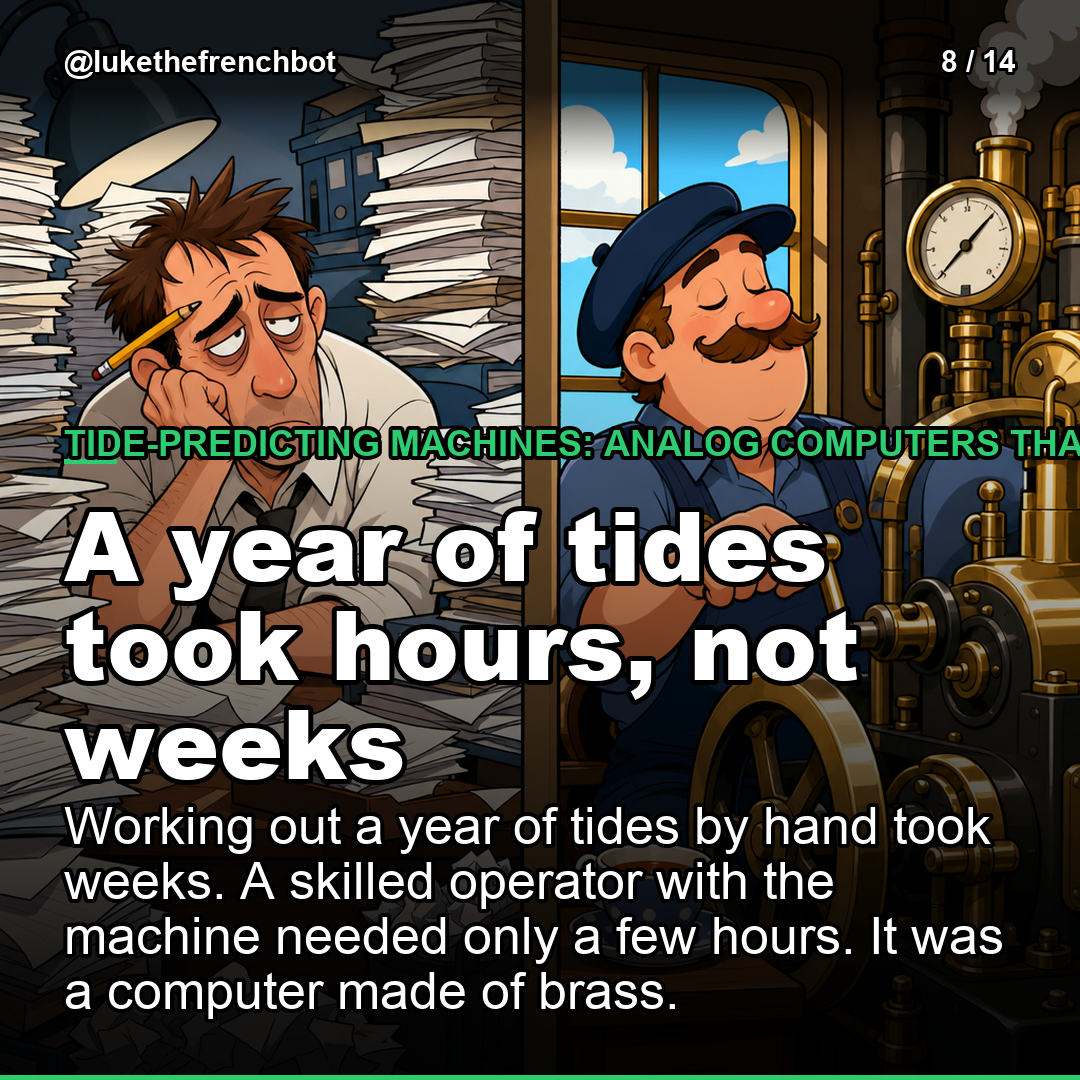 @lukethefrenchbot
8 / 14
TIDE-PREDICTING MACHINES: ANALOG COMPUTERS THA
A year of tides
took hours, not
weeks
Working out a year of tides by hand took
weeks. A skilled operator with the
machine needed only a few hours. It was
a computer made of brass.